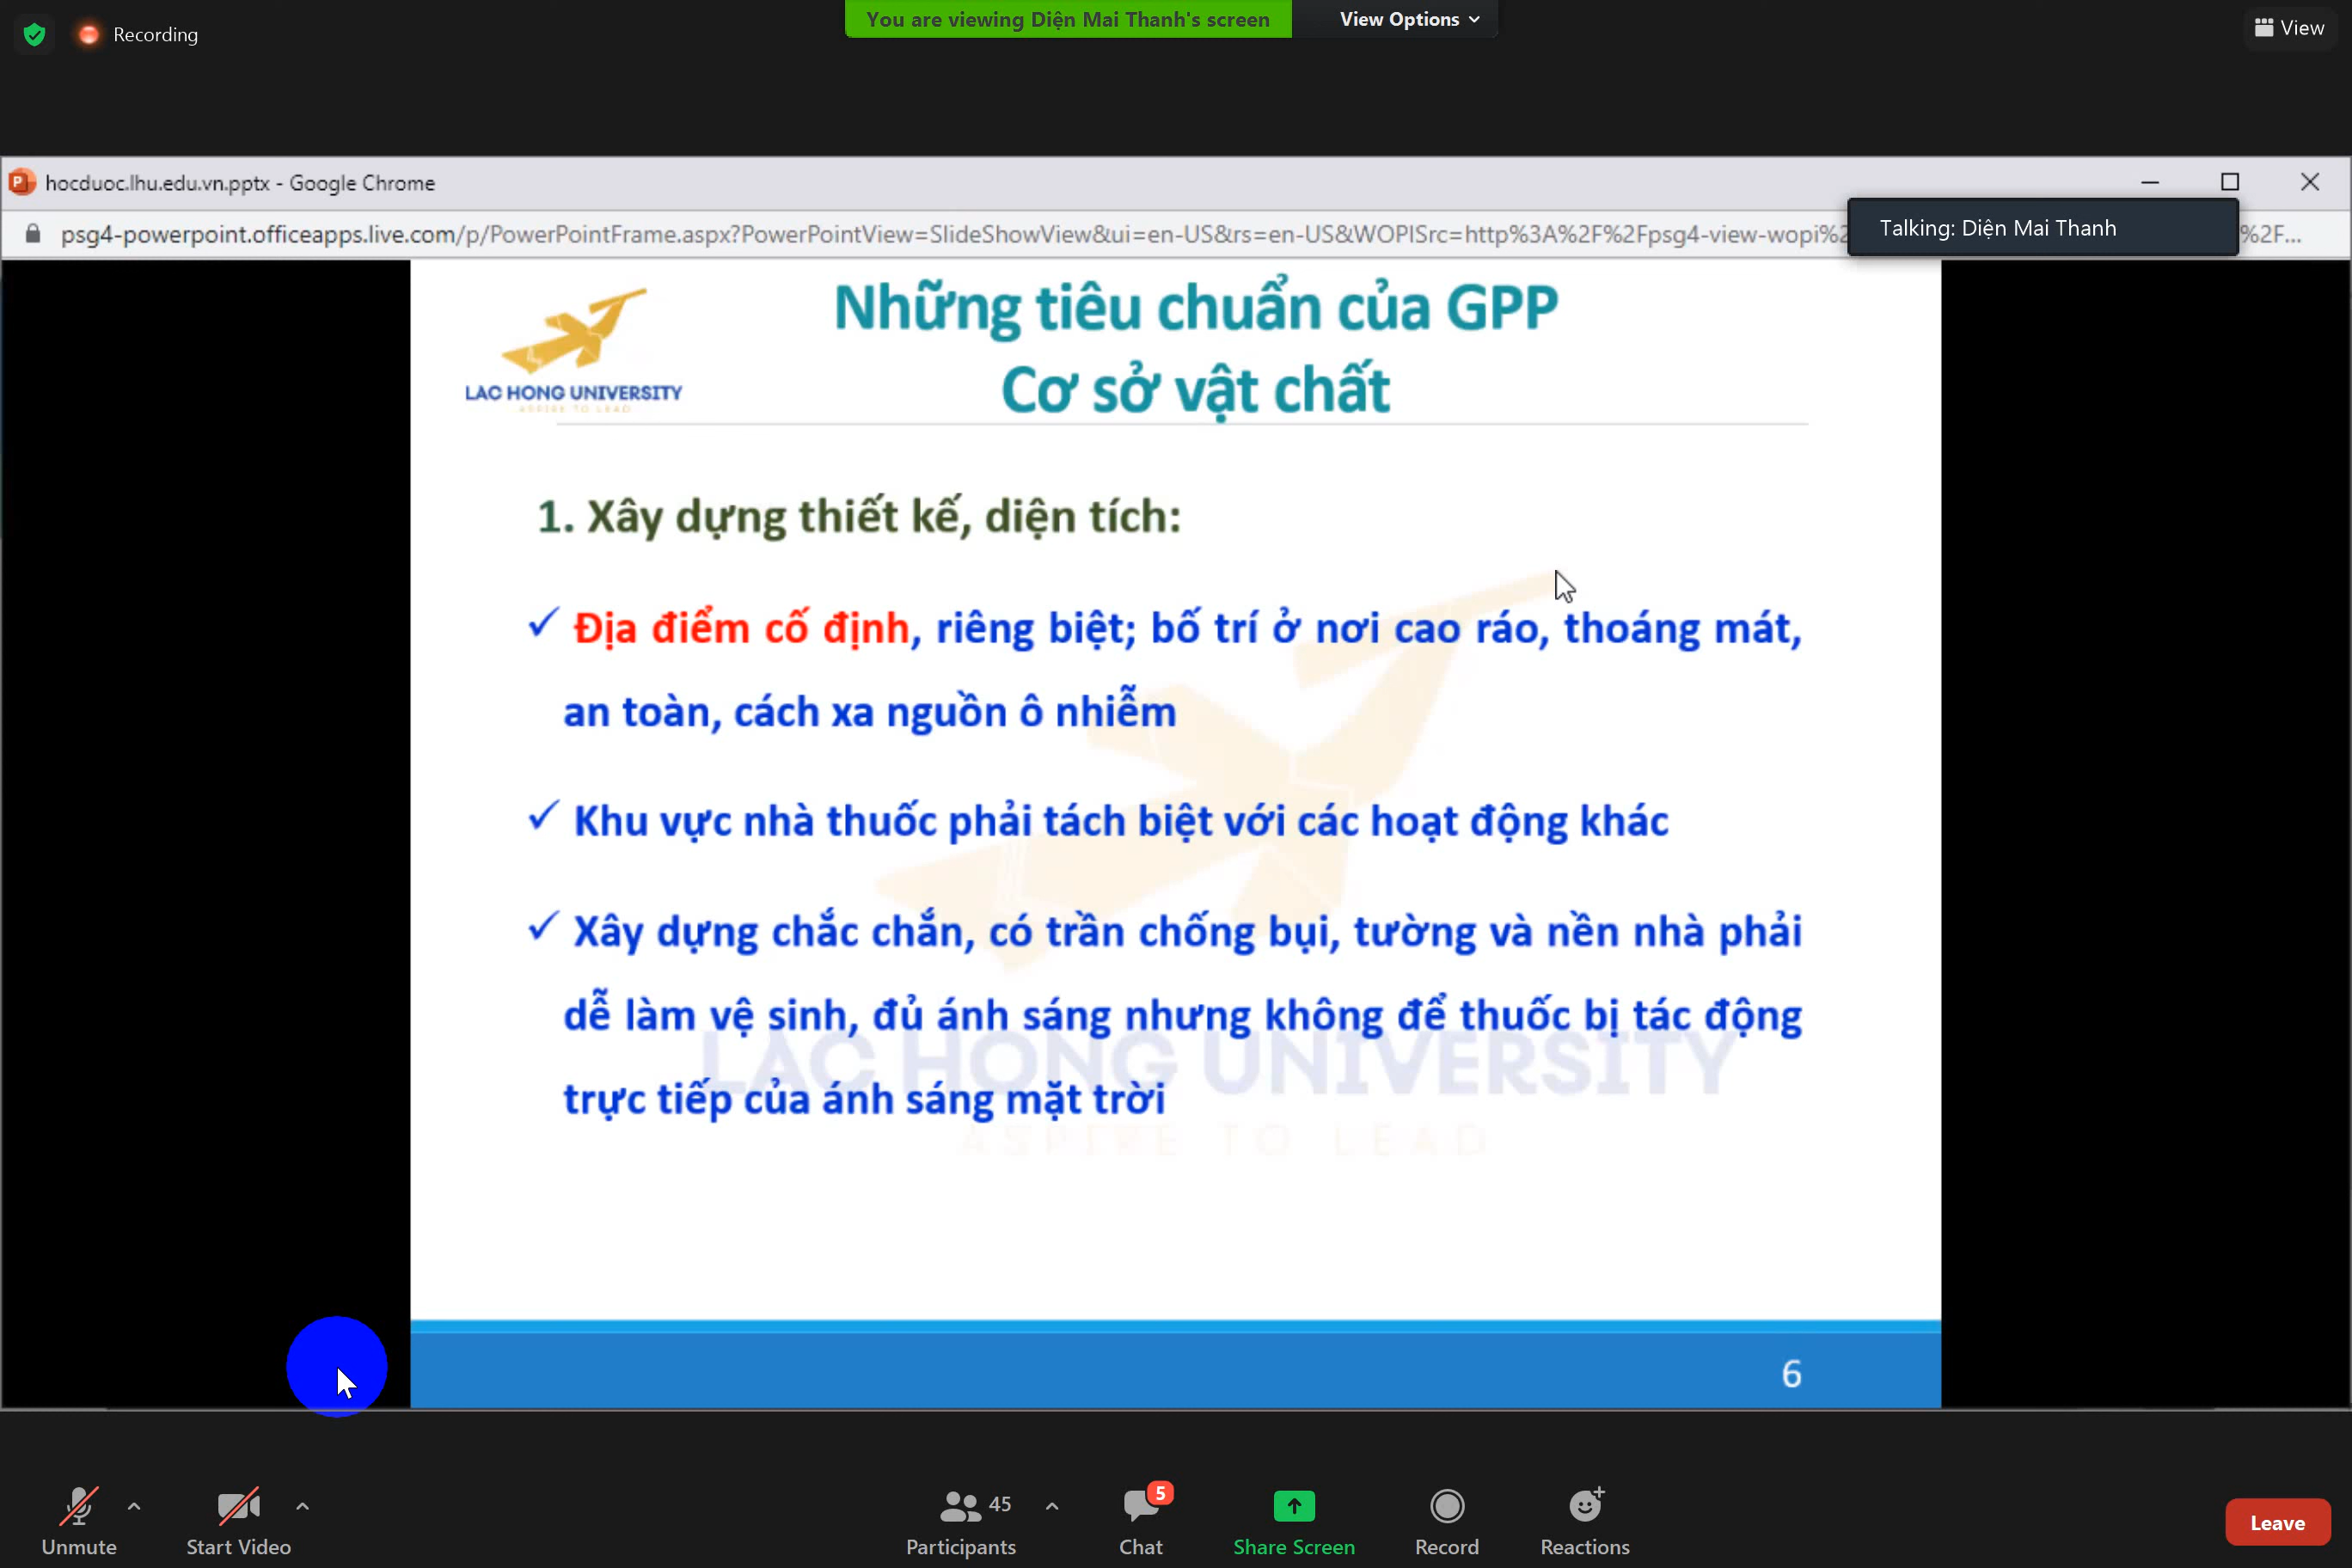 Recording
You are viewing Diện Mai Thanh's screen
View Options
View
hocduoc.lhu.edu.vn.pptx - Google Chrome
psg4-powerpoint.officeapps.live.com/p/PowerPointFrame.aspx?PowerPointView=SlideShowView&ui=en-US&rs=en-US&WOPISrc=http%3A%2F%2Fpsg4-view-wopi%2
%2F...
Talking: Diện Mai Thanh
LAC HONG UNIVERSITY
ASPIRE TO LEAD
Những tiêu chuẩn của GPP
Cơ sở vật chất
1. Xây dựng thiết kế, diện tích:
✓ Địa điểm cố định, riêng biệt; bố trí ở nơi cao ráo, thoáng mát,
an toàn, cách xa nguồn ô nhiễm
✓ Khu vực nhà thuốc phải tách biệt với các hoạt động khác
✓ Xây dựng chắc chắn, có trần chống bụi, tường và nền nhà phải
dễ làm vệ sinh, đủ ánh sáng nhưng không để thuốc bị tác động
trực tiếp của ánh sáng mặt trời
LAC HONG UNIVERSITY
ASPIRE TO LEAD
6
Unmute
Start Video
45
Participants
5
Chat
Share Screen
Record
Reactions
Leave